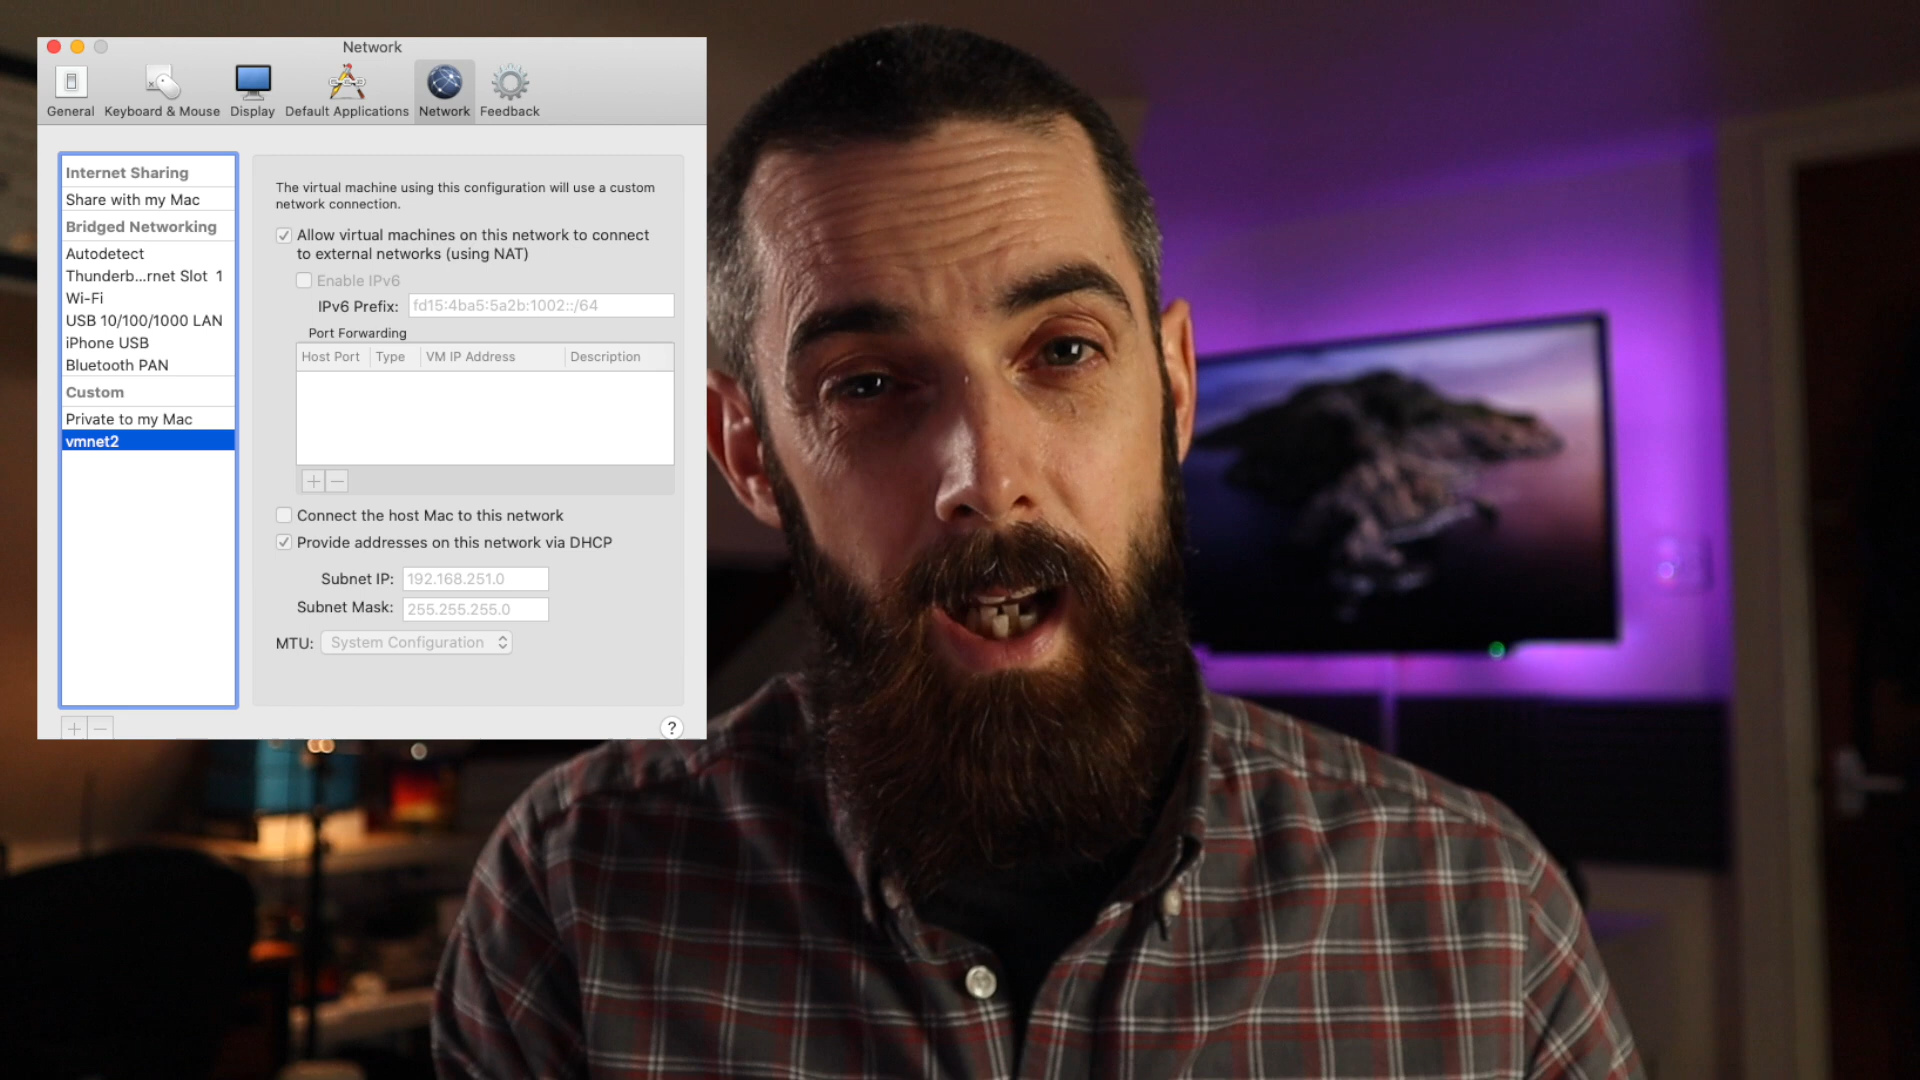 Network
General Keyboard & Mouse Display Default Applications Network Feedback
Internet Sharing
Share with my Mac
Bridged Networking
Autodetect
Thunderb...rnet Slot 1
Wi-Fi
USB 10/100/1000 LAN
iPhone USB
Bluetooth PAN
Custom
Private to my Mac
vmnet2
The virtual machine using this configuration will use a custom
network connection.
Allow virtual machines on this network to connect
to external networks (using NAT)
Enable IPv6
IPv6 Prefix: fd15:4ba5:5a2b:1002::/64
Port Forwarding
Host Port Type VM IP Address Description
Connect the host Mac to this network
Provide addresses on this network via DHCP
Subnet IP: 192.168.251.0
Subnet Mask: 255.255.255.0
MTU: System Configuration
?